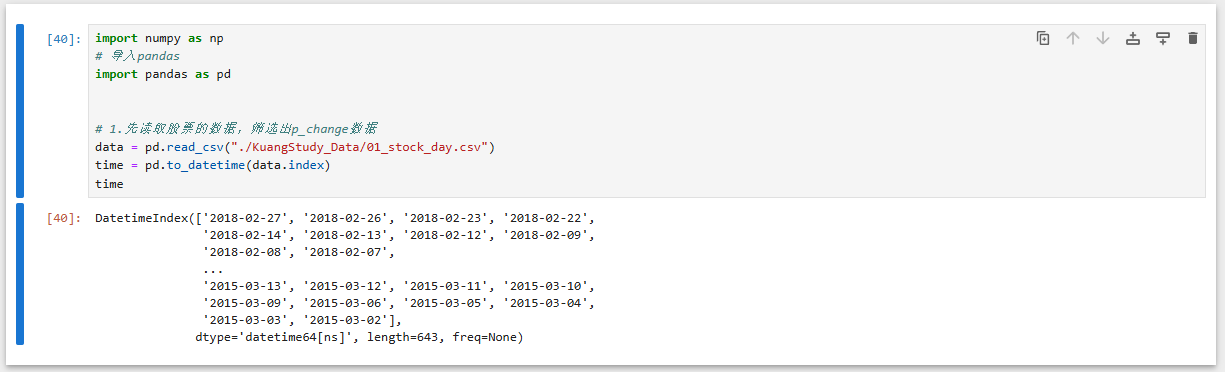 [40]:
import numpy as np
# 导入pandas
import pandas as pd
# 1.先读取股票的数据，筛选出p_change数据
data = pd.read_csv("./KuangStudy_Data/01_stock_day.csv")
time = pd.to_datetime(data.index)
time
[40]:
DatetimeIndex(['2018-02-27', '2018-02-26', '2018-02-23', '2018-02-22',
'2018-02-14', '2018-02-13', '2018-02-12', '2018-02-09',
'2018-02-08', '2018-02-07',
...
'2015-03-13', '2015-03-12', '2015-03-11', '2015-03-10',
'2015-03-09', '2015-03-06', '2015-03-05', '2015-03-04',
'2015-03-03', '2015-03-02'],
dtype='datetime64[ns]', length=643, freq=None)